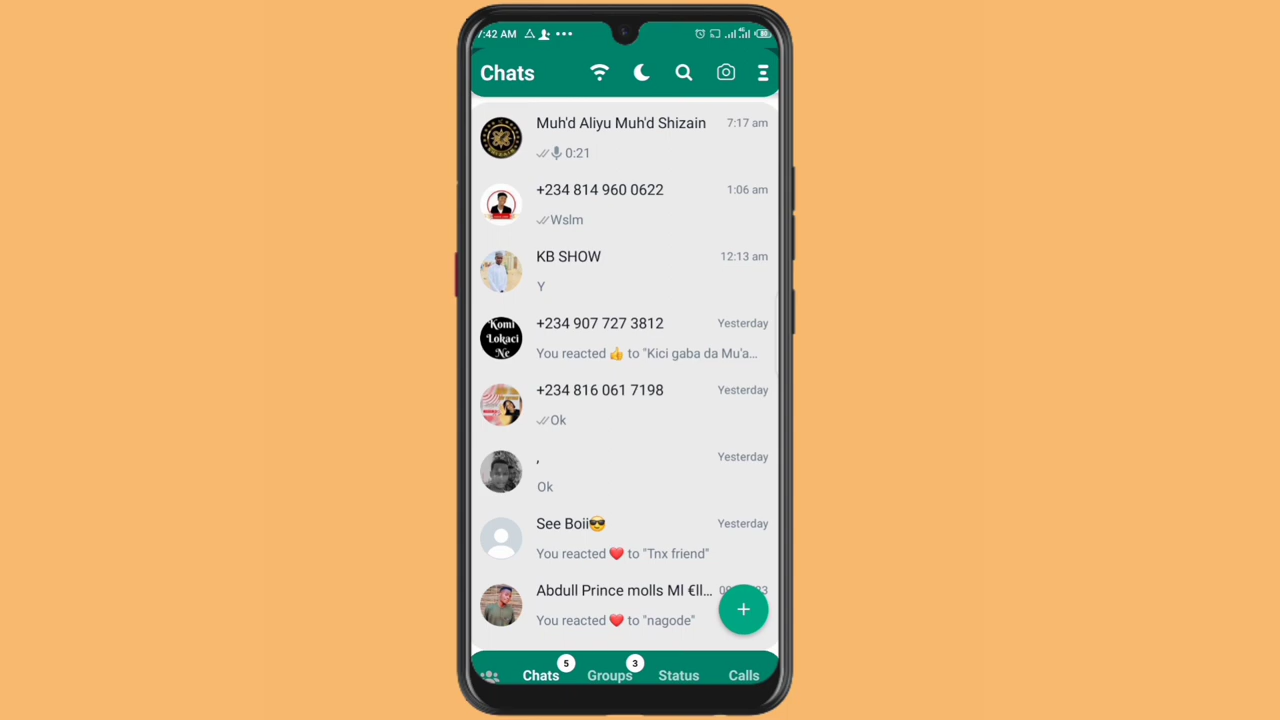 7:42 AM
Chats
Muh'd Aliyu Muh'd Shizain 7:17 am
0:21
+234 814 960 0622 1:06 am
Wslm
KB SHOW 12:13 am
Y
Komi
Lokaci
Ne
+234 907 727 3812 Yesterday
You reacted 👍 to "Kici gaba da Mu'a…
+234 816 061 7198 Yesterday
Ok
, Yesterday
Ok
See Boii😎 Yesterday
You reacted ❤️ to "Tnx friend"
Abdull Prince molls Ml €ll…
You reacted ❤️ to "nagode"
+
5 3
Chats Groups Status Calls